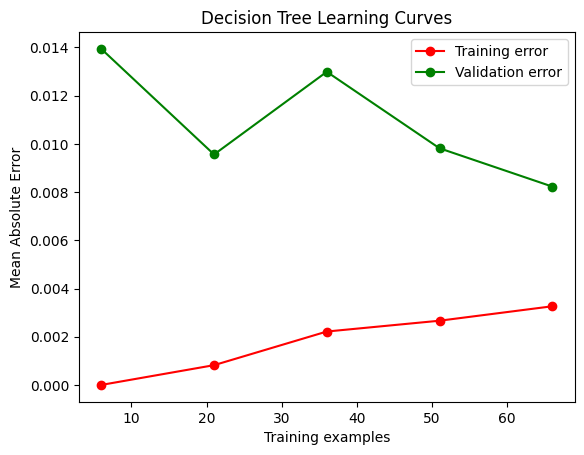 Decision Tree Learning Curves
Training error
Validation error
Mean Absolute Error
0.014
0.012
0.010
0.008
0.006
0.004
0.002
0.000
10
20
30
40
50
60
Training examples